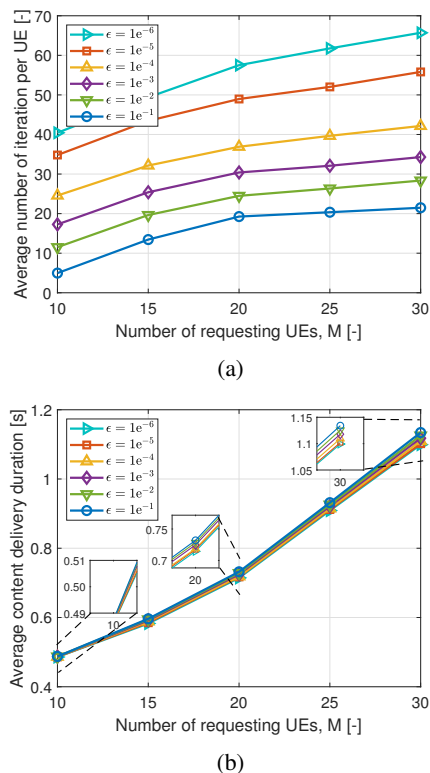 70
60
50
40
30
20
10
0
Average number of iteration per UE [-]
ϵ = 1e⁻⁶
ϵ = 1e⁻⁵
ϵ = 1e⁻⁴
ϵ = 1e⁻³
ϵ = 1e⁻²
ϵ = 1e⁻¹
10 15 20 25 30
Number of requesting UEs, M [-]
(a)
1.2
1
0.8
0.6
0.4
Average content delivery duration [s]
ϵ = 1e⁻⁶
ϵ = 1e⁻⁵
ϵ = 1e⁻⁴
ϵ = 1e⁻³
ϵ = 1e⁻²
ϵ = 1e⁻¹
1.15
1.1
1.05
30
0.75
0.7
20
0.51
0.50
0.49
10
10 15 20 25 30
Number of requesting UEs, M [-]
(b)